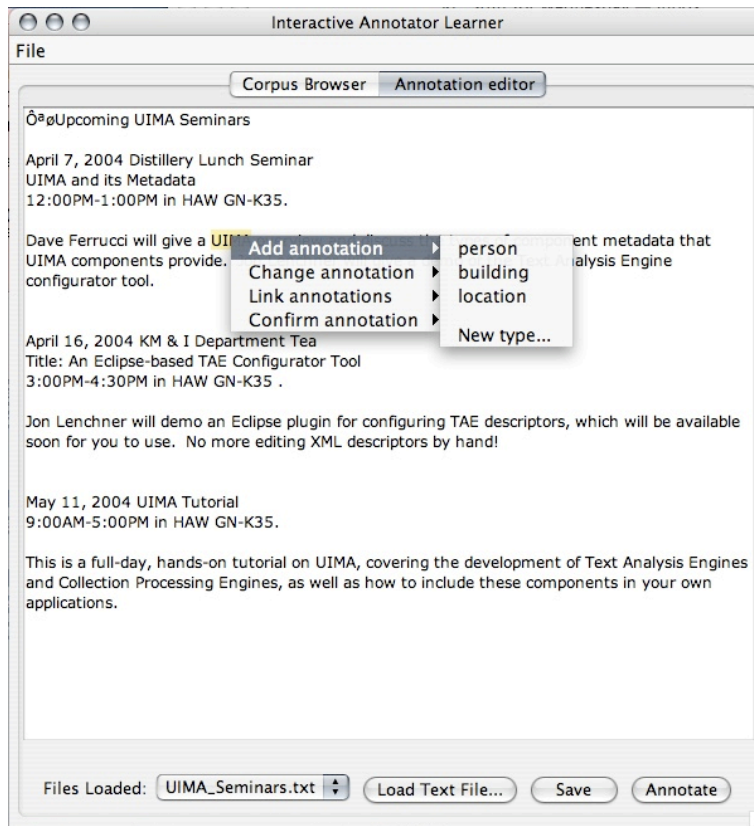 Interactive Annotator Learner
File
Corpus Browser Annotation editor
ÔªøUpcoming UIMA Seminars
April 7, 2004 Distillery Lunch Seminar
UIMA and its Metadata
12:00PM-1:00PM in HAW GN-K35.
Dave Ferrucci will give a UIMA metadata that
UIMA components provide. Analysis Engine
configurator tool.
Add annotation
Change annotation
Link annotations
Confirm annotation
person
building
location
New type...
April 16, 2004 KM & I Department Tea
Title: An Eclipse-based TAE Configurator Tool
3:00PM-4:30PM in HAW GN-K35 .
Jon Lenchner will demo an Eclipse plugin for configuring TAE descriptors, which will be available
soon for you to use. No more editing XML descriptors by hand!
May 11, 2004 UIMA Tutorial
9:00AM-5:00PM in HAW GN-K35.
This is a full-day, hands-on tutorial on UIMA, covering the development of Text Analysis Engines
and Collection Processing Engines, as well as how to include these components in your own
applications.
Files Loaded: UIMA_Seminars.txt Load Text File... Save Annotate